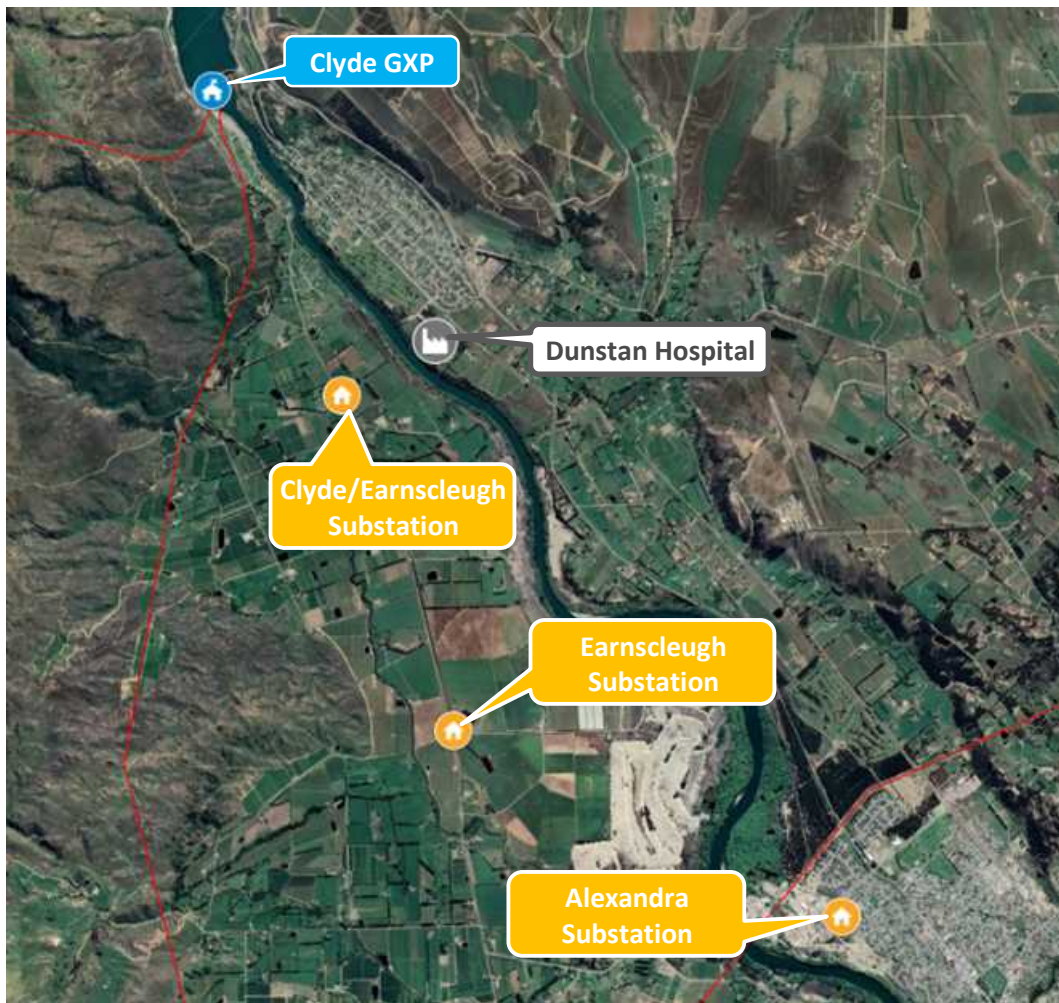 Clyde GXP
Dunstan Hospital
Clyde/Earnscleugh
Substation
Earnscleugh
Substation
Alexandra
Substation